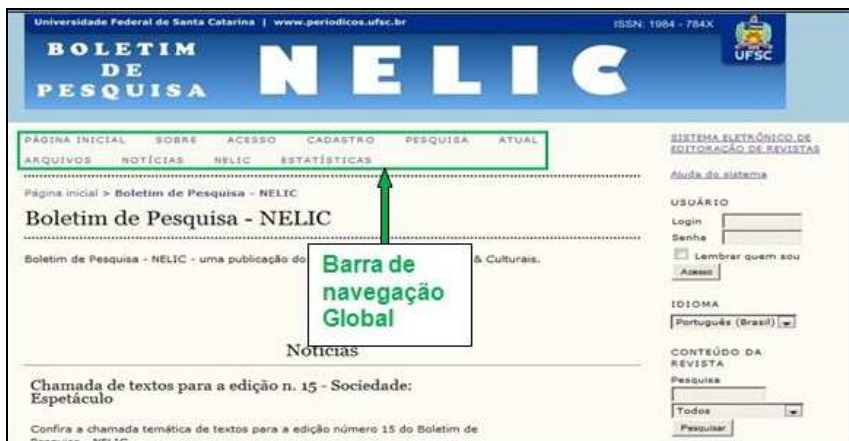 Universidade Federal de Santa Catarina | www.periodicos.ufsc.br
ISSN: 1984 - 784X
BOLETIM
DE
PESQUISA
NELIC
UFSC
PÁGINA INICIAL SOBRE ACESSO CADASTRO PESQUISA ATUAL
ARQUIVOS NOTÍCIAS NELIC ESTATÍSTICAS
Página inicial > Boletim de Pesquisa - NELIC
Boletim de Pesquisa - NELIC
Boletim de Pesquisa - NELIC - uma publicação do
& Culturais.
Barra de
navegação
Global
Notícias
Chamada de textos para a edição n. 15 - Sociedade:
Espetáculo
Confira a chamada temática de textos para a edição número 15 do Boletim de
Pesquisa - NELIC
SISTEMA ELETRÔNICO DE
EDITORAÇÃO DE REVISTAS
Ajuda do sistema
USUÁRIO
Login
Senha
Lembrar quem sou
Acesso
IDIOMA
Português (Brasil)
CONTEÚDO DA
REVISTA
Pesquisa
Todos
Pesquisar